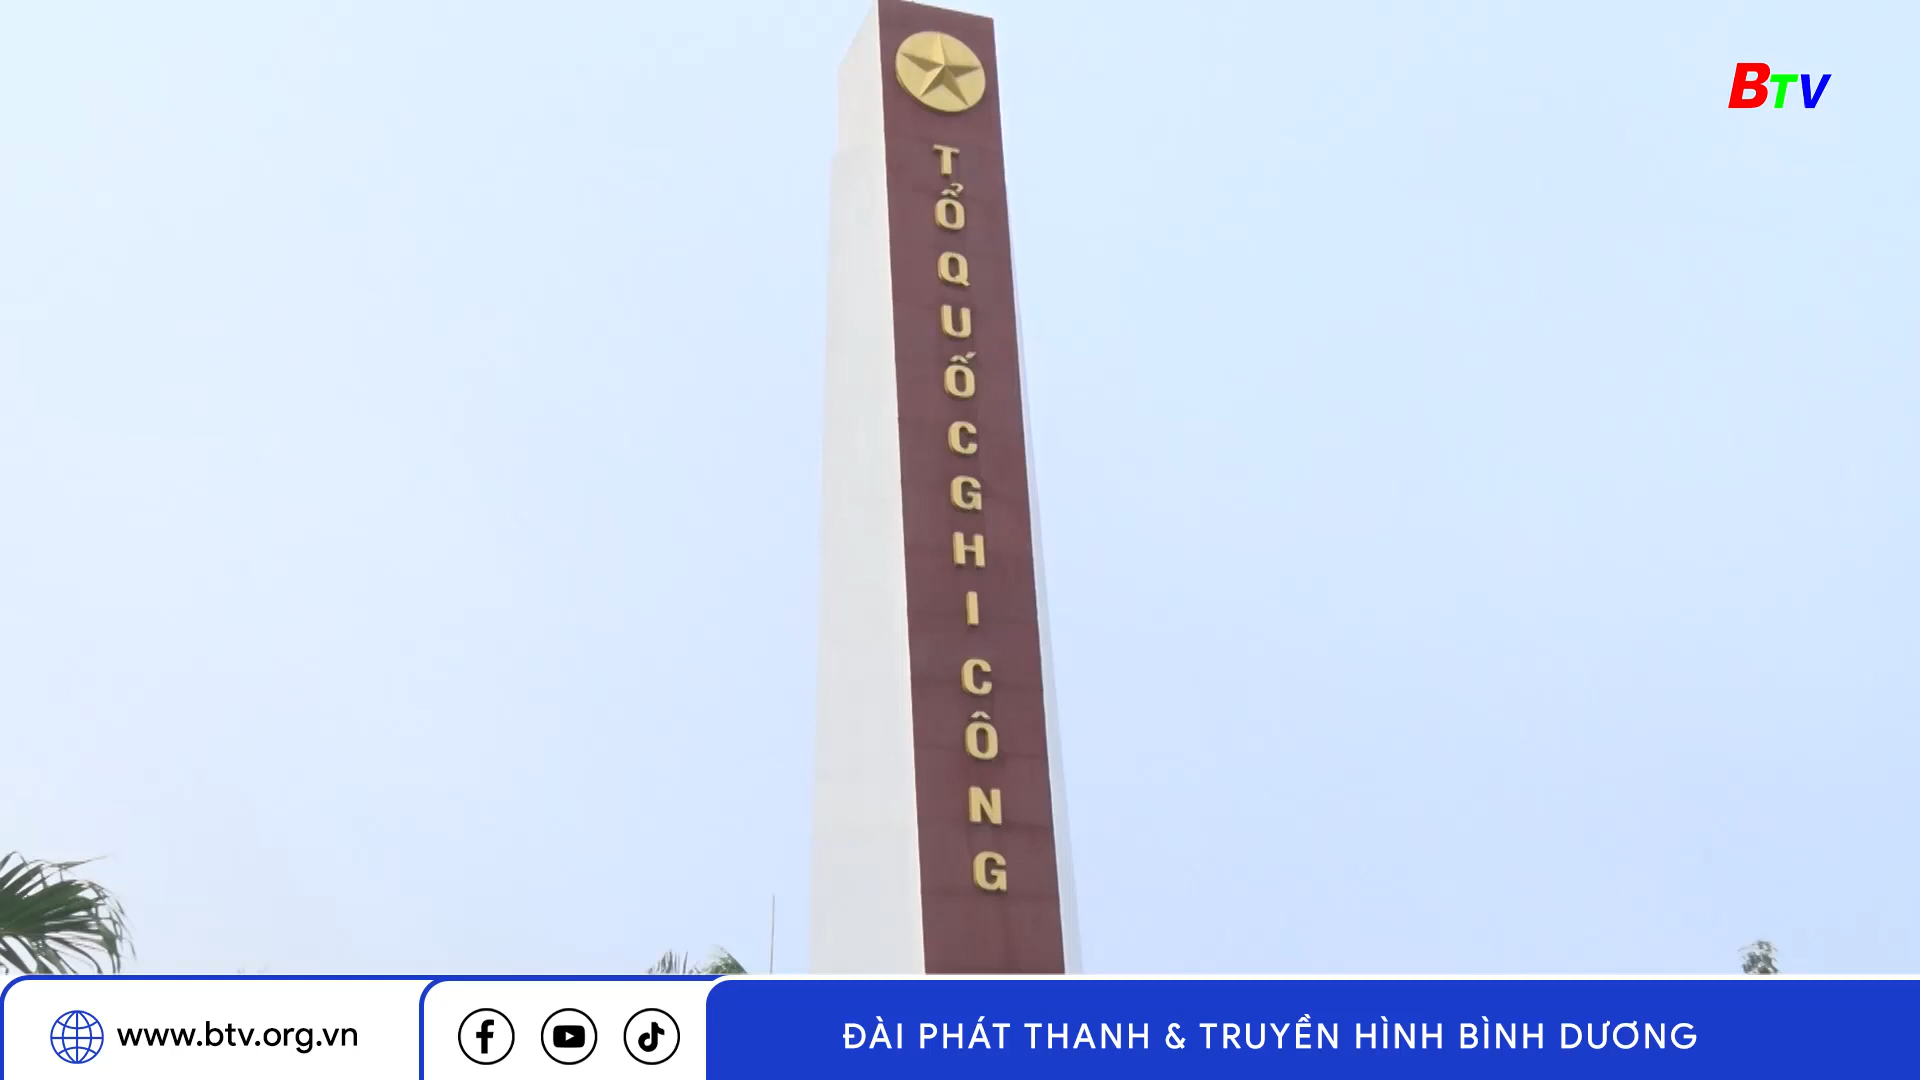 BTV
TỔ QUỐC GHI CÔNG
www.btv.org.vn
ĐÀI PHÁT THANH & TRUYỀN HÌNH BÌNH DƯƠNG